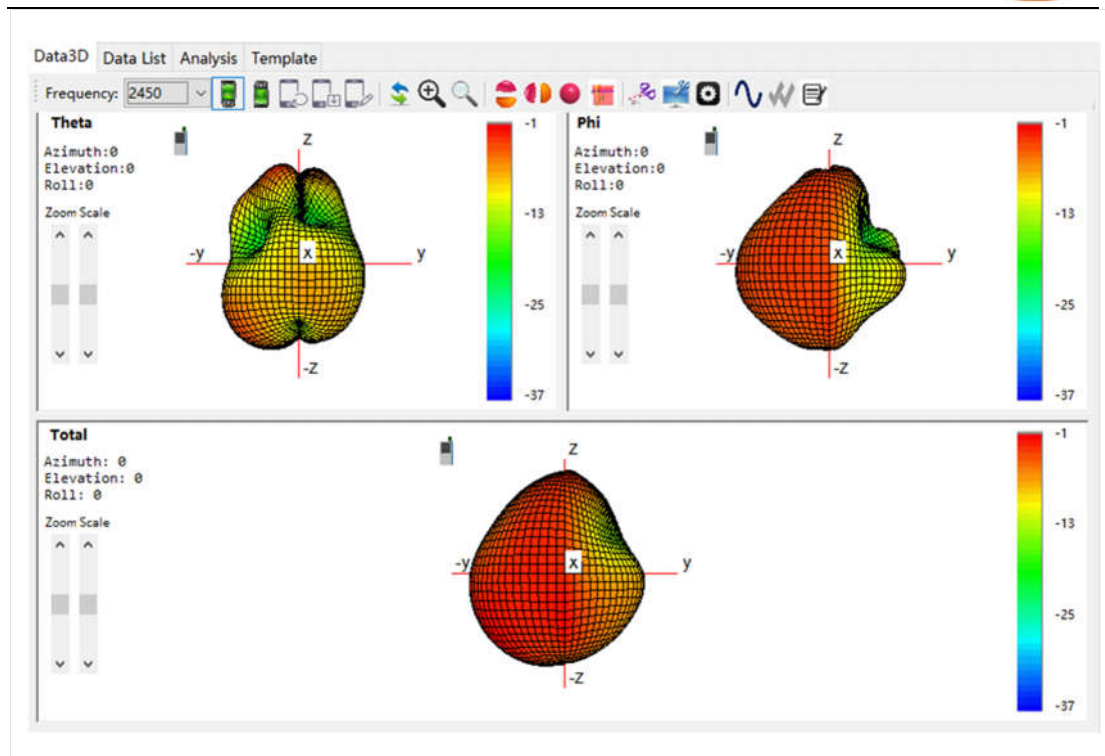 Data3D Data List Analysis Template
Frequency: 2450
Theta
Azimuth:0
Elevation:0
Roll:0
Zoom Scale
Z
-y
x
y
-Z
-1
-13
-25
-37
Phi
Azimuth:0
Elevation:0
Roll:0
Zoom Scale
Z
-y
x
y
-Z
-1
-13
-25
-37
Total
Azimuth: 0
Elevation: 0
Roll: 0
Zoom Scale
Z
-y
x
y
-Z
-1
-13
-25
-37